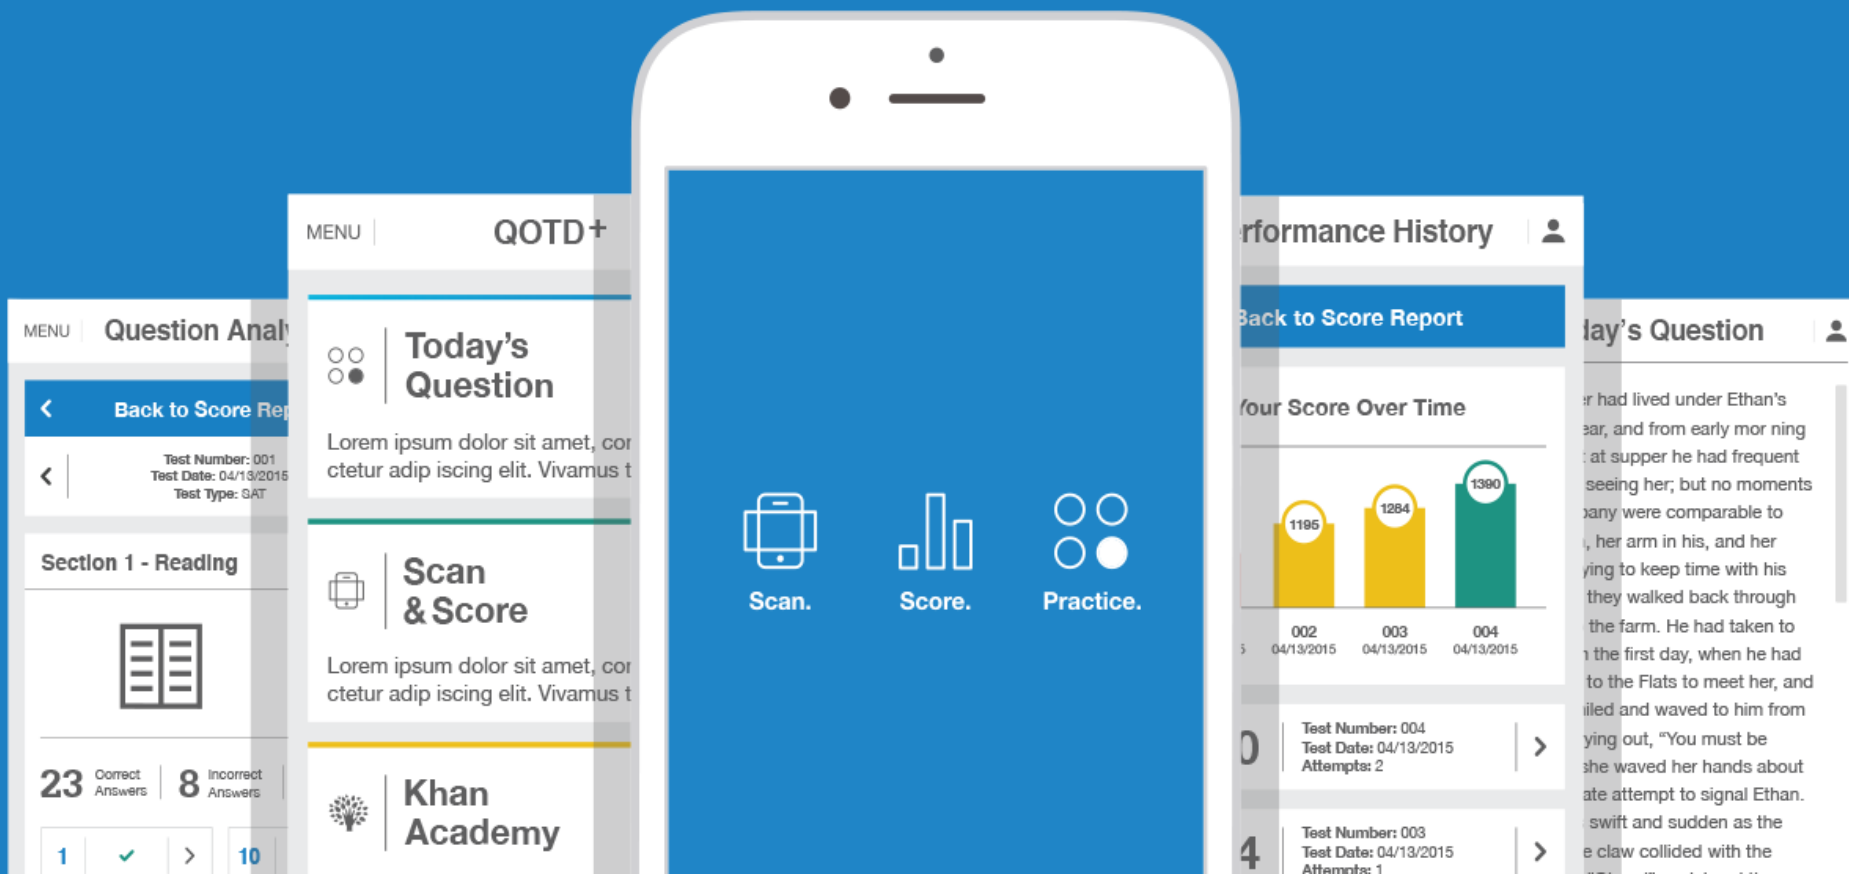 MENU
Question Analy
Back to Score Rep
Test Number: 001
Test Date: 04/13/2015
Test Type: SAT
Section 1 - Reading
23 Correct Answers
8 Incorrect Answers
1
10
MENU
QOTD+
Today's
Question
Lorem ipsum dolor sit amet, cor
ctetur adip iscing elit. Vivamus t
Scan
& Score
Lorem ipsum dolor sit amet, cor
ctetur adip iscing elit. Vivamus t
Khan
Academy
Scan.
Score.
Practice.
rformance History
Back to Score Report
Your Score Over Time
1195
1284
1390
002
003
004
5
04/13/2015
04/13/2015
04/13/2015
0
Test Number: 004
Test Date: 04/13/2015
Attempts: 2
4
Test Number: 003
Test Date: 04/13/2015
Attempts: 1
day's Question
er had lived under Ethan's
ear, and from early mor ning
at supper he had frequent
seeing her; but no moments
pany were comparable to
, her arm in his, and her
ying to keep time with his
they walked back through
the farm. He had taken to
n the first day, when he had
to the Flats to meet her, and
iled and waved to him from
ying out, "You must be
she waved her hands about
ate attempt to signal Ethan.
swift and sudden as the
e claw collided with the